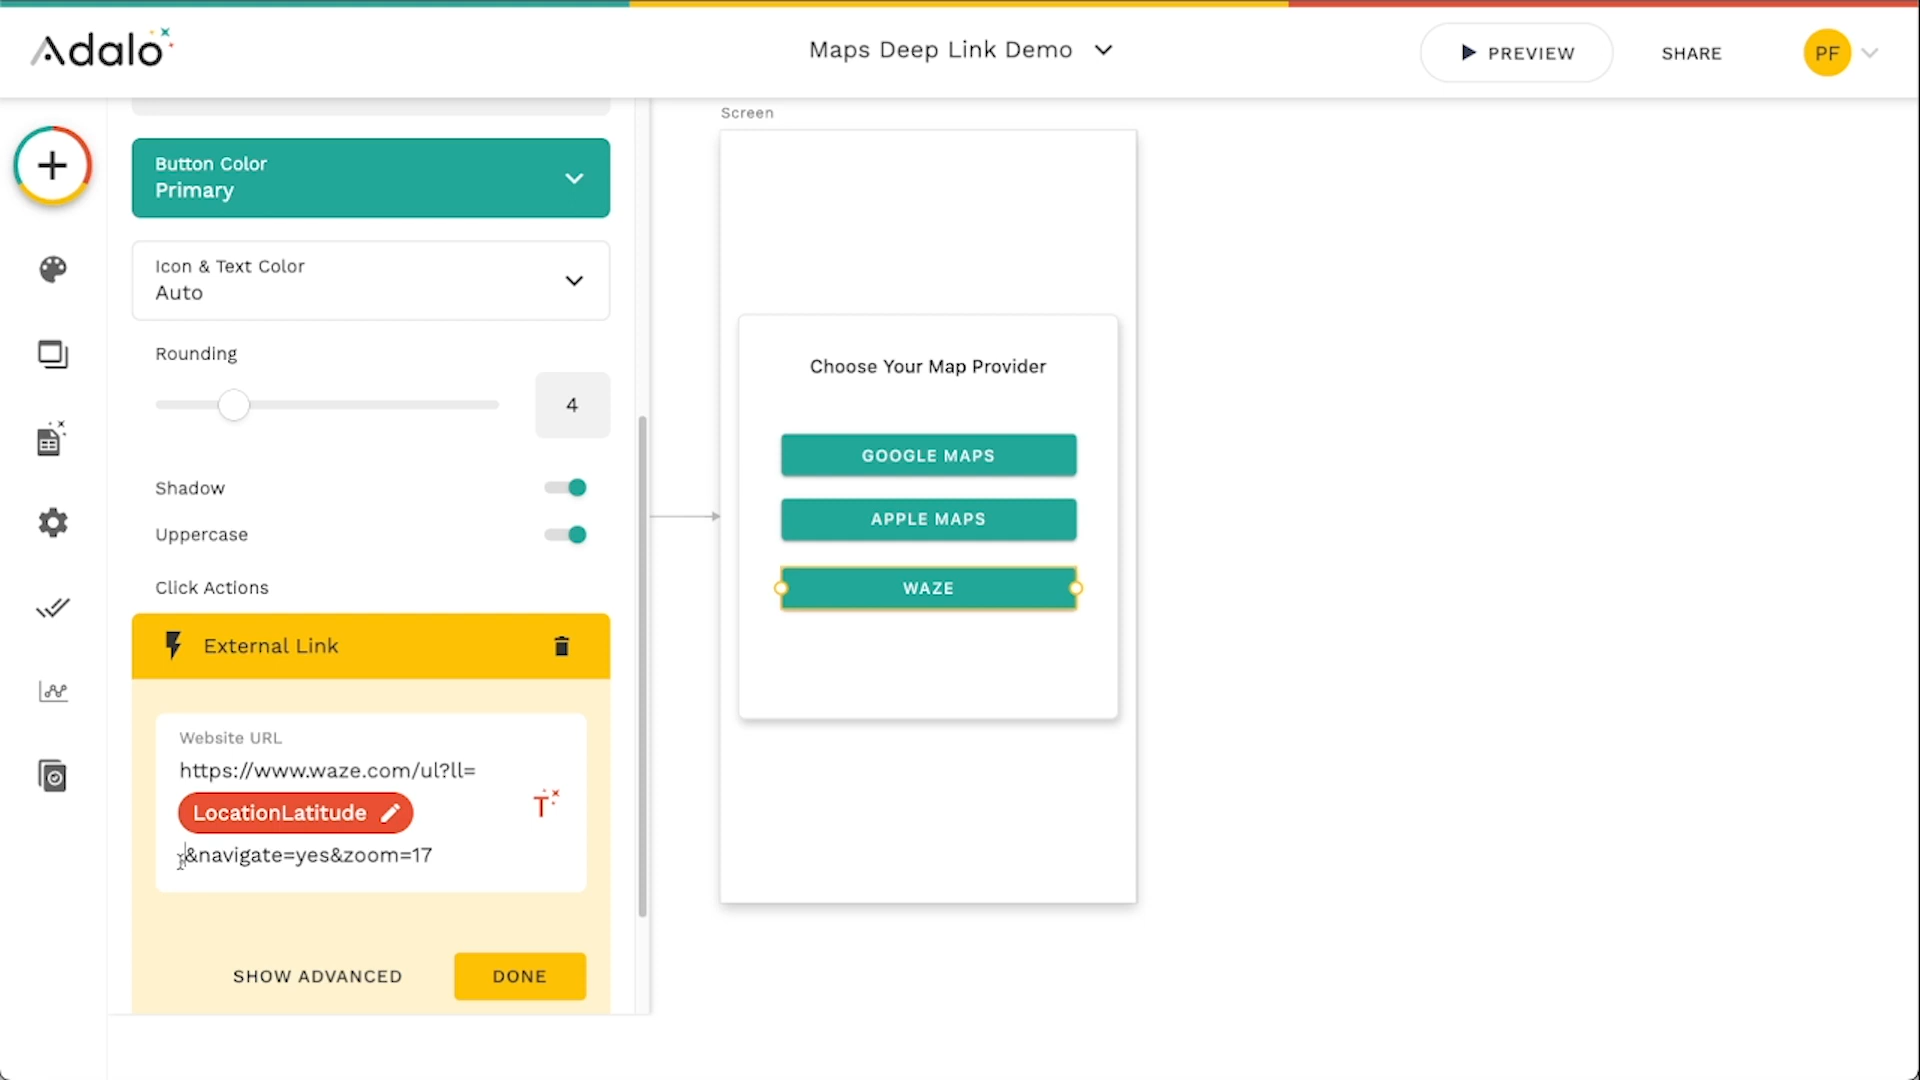 Adalo
Maps Deep Link Demo
PREVIEW
SHARE
PF
Button Color
Primary
Icon & Text Color
Auto
Rounding
4
Shadow
Uppercase
Click Actions
External Link
Website URL
https://www.waze.com/ul?ll=
LocationLatitude
&navigate=yes&zoom=17
SHOW ADVANCED
DONE
Screen
Choose Your Map Provider
GOOGLE MAPS
APPLE MAPS
WAZE